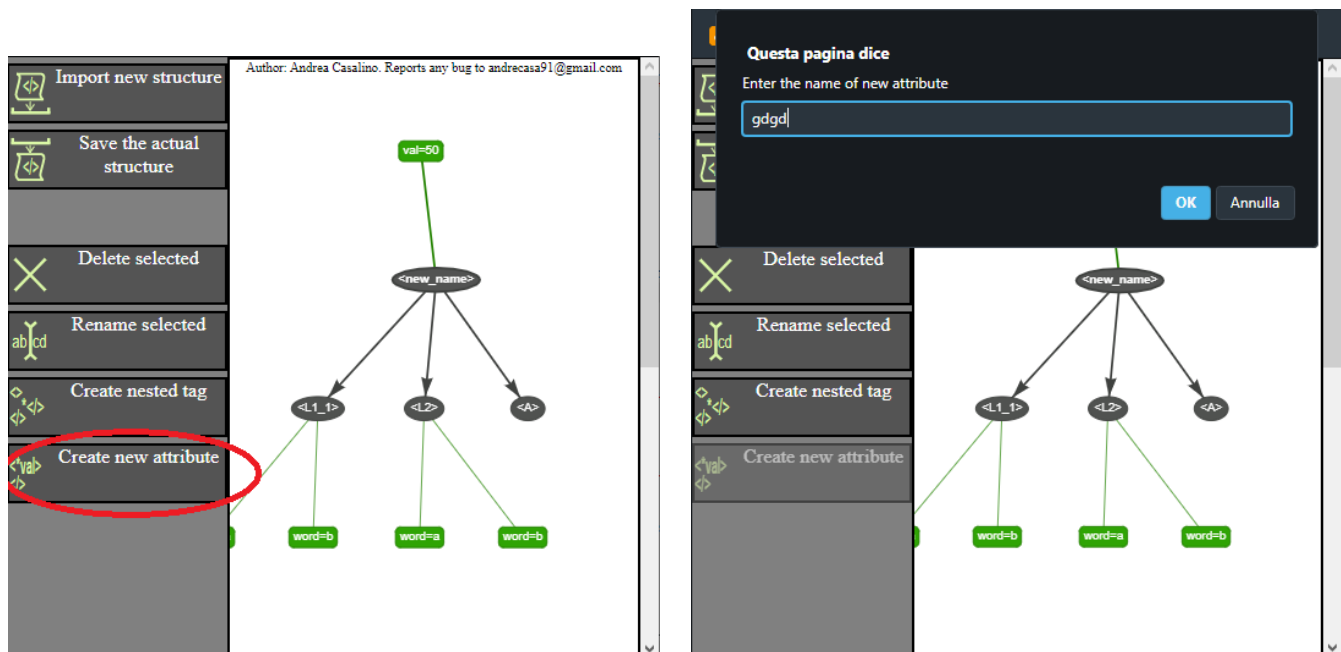 Import new structure
Save the actual
structure
Delete selected
ab cd
Rename selected
Create nested tag
<*val>
</>
Create new attribute
Author: Andrea Casalino. Reports any bug to andrecasa91@gmail.com
val=50
<new_name>
<L1_1>
<L2>
<A>
word=b
word=a
word=b
Questa pagina dice
Enter the name of new attribute
gdgd
OK
Annulla
Delete selected
ab cd
Rename selected
Create nested tag
<*val>
</>
Create new attribute
<new_name>
<L1_1>
<L2>
<A>
word=b
word=a
word=b